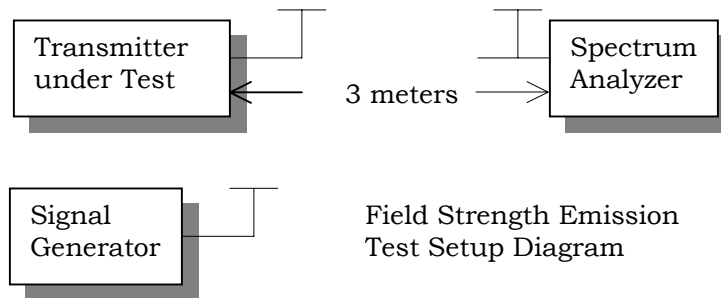 Transmitter
under Test
3 meters
Spectrum
Analyzer
Signal
Generator
Field Strength Emission
Test Setup Diagram